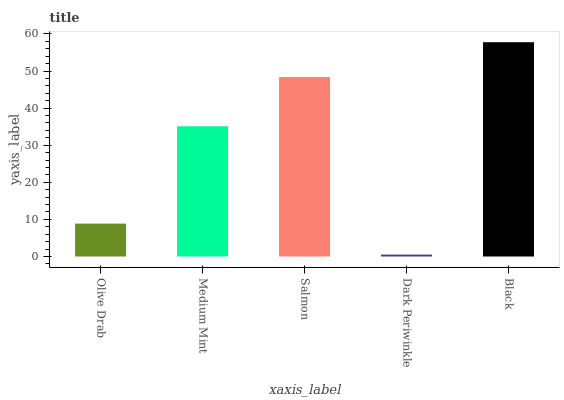 title
yaxis_label
60
50
40
30
20
10
0
Olive Drab
Medium Mint
Salmon
Dark Periwinkle
Black
xaxis_label